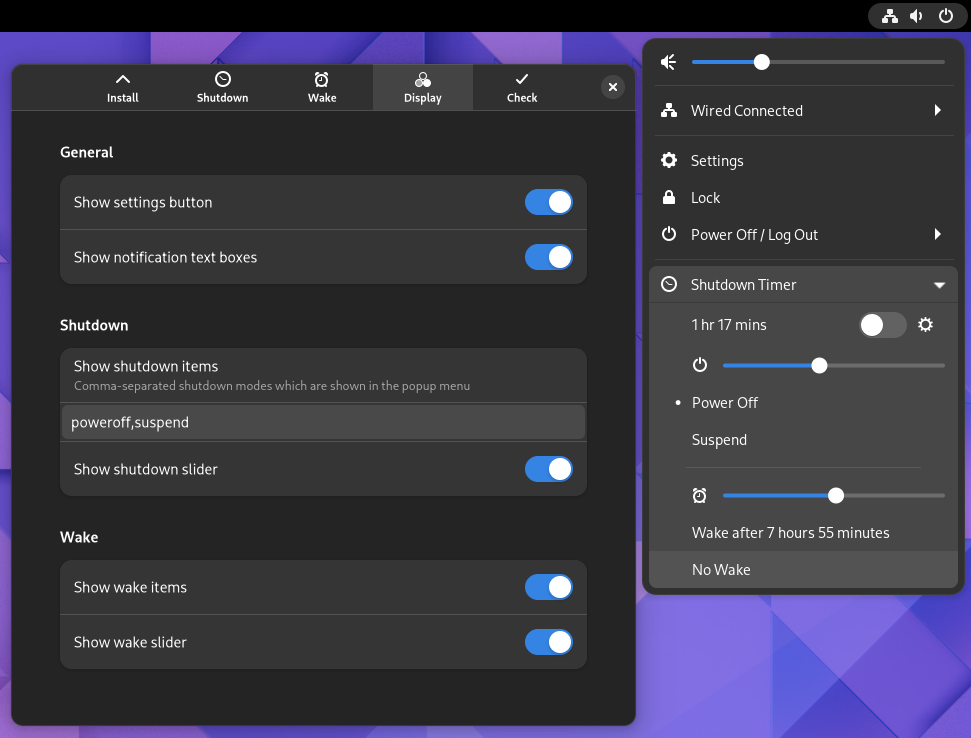 Install
Shutdown
Wake
Display
Check
General
Show settings button
Show notification text boxes
Shutdown
Show shutdown items
Comma-separated shutdown modes which are shown in the popup menu
poweroff,suspend
Show shutdown slider
Wake
Show wake items
Show wake slider
Wired Connected
Settings
Lock
Power Off / Log Out
Shutdown Timer
1 hr 17 mins
Power Off
Suspend
Wake after 7 hours 55 minutes
No Wake